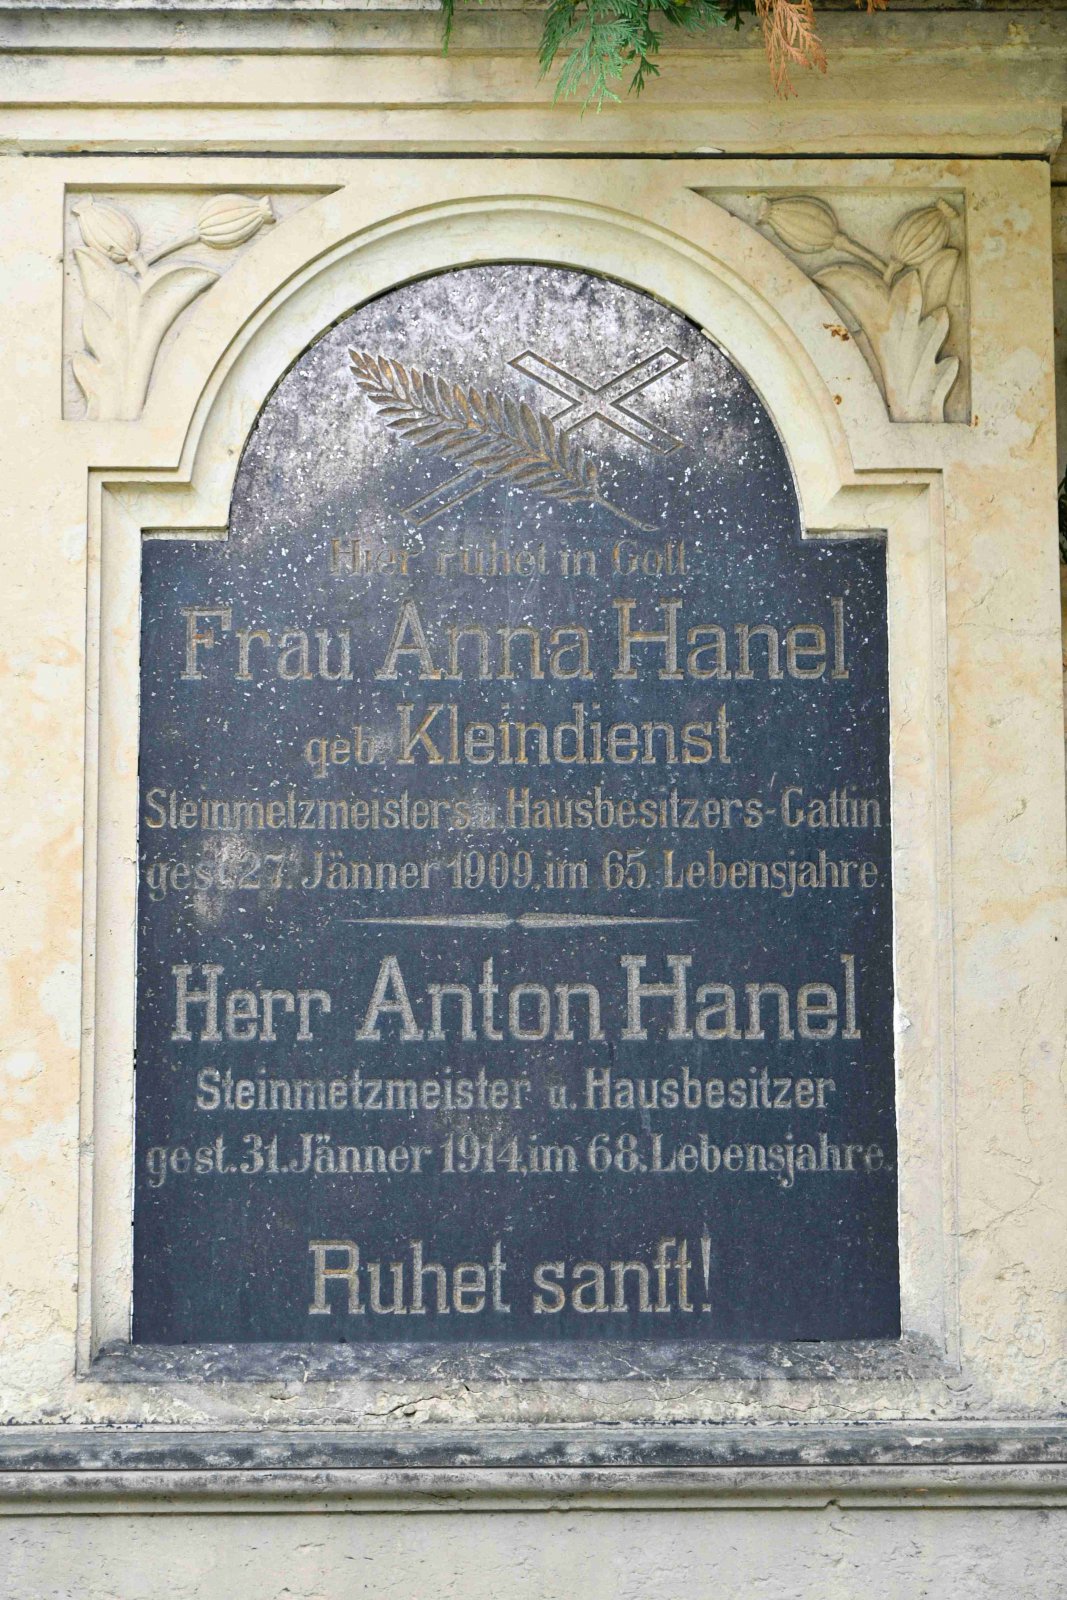 Hier ruhet in Gott
Frau Anna Hanel
geb. Kleindienst
Steinmetzmeisters u. Hausbesitzers-Gattin
gest. 27. Jänner 1909, im 65. Lebensjahre.
Herr Anton Hanel
Steinmetzmeister u. Hausbesitzer
gest. 31. Jänner 1914, im 68. Lebensjahre.
Ruhet sanft!